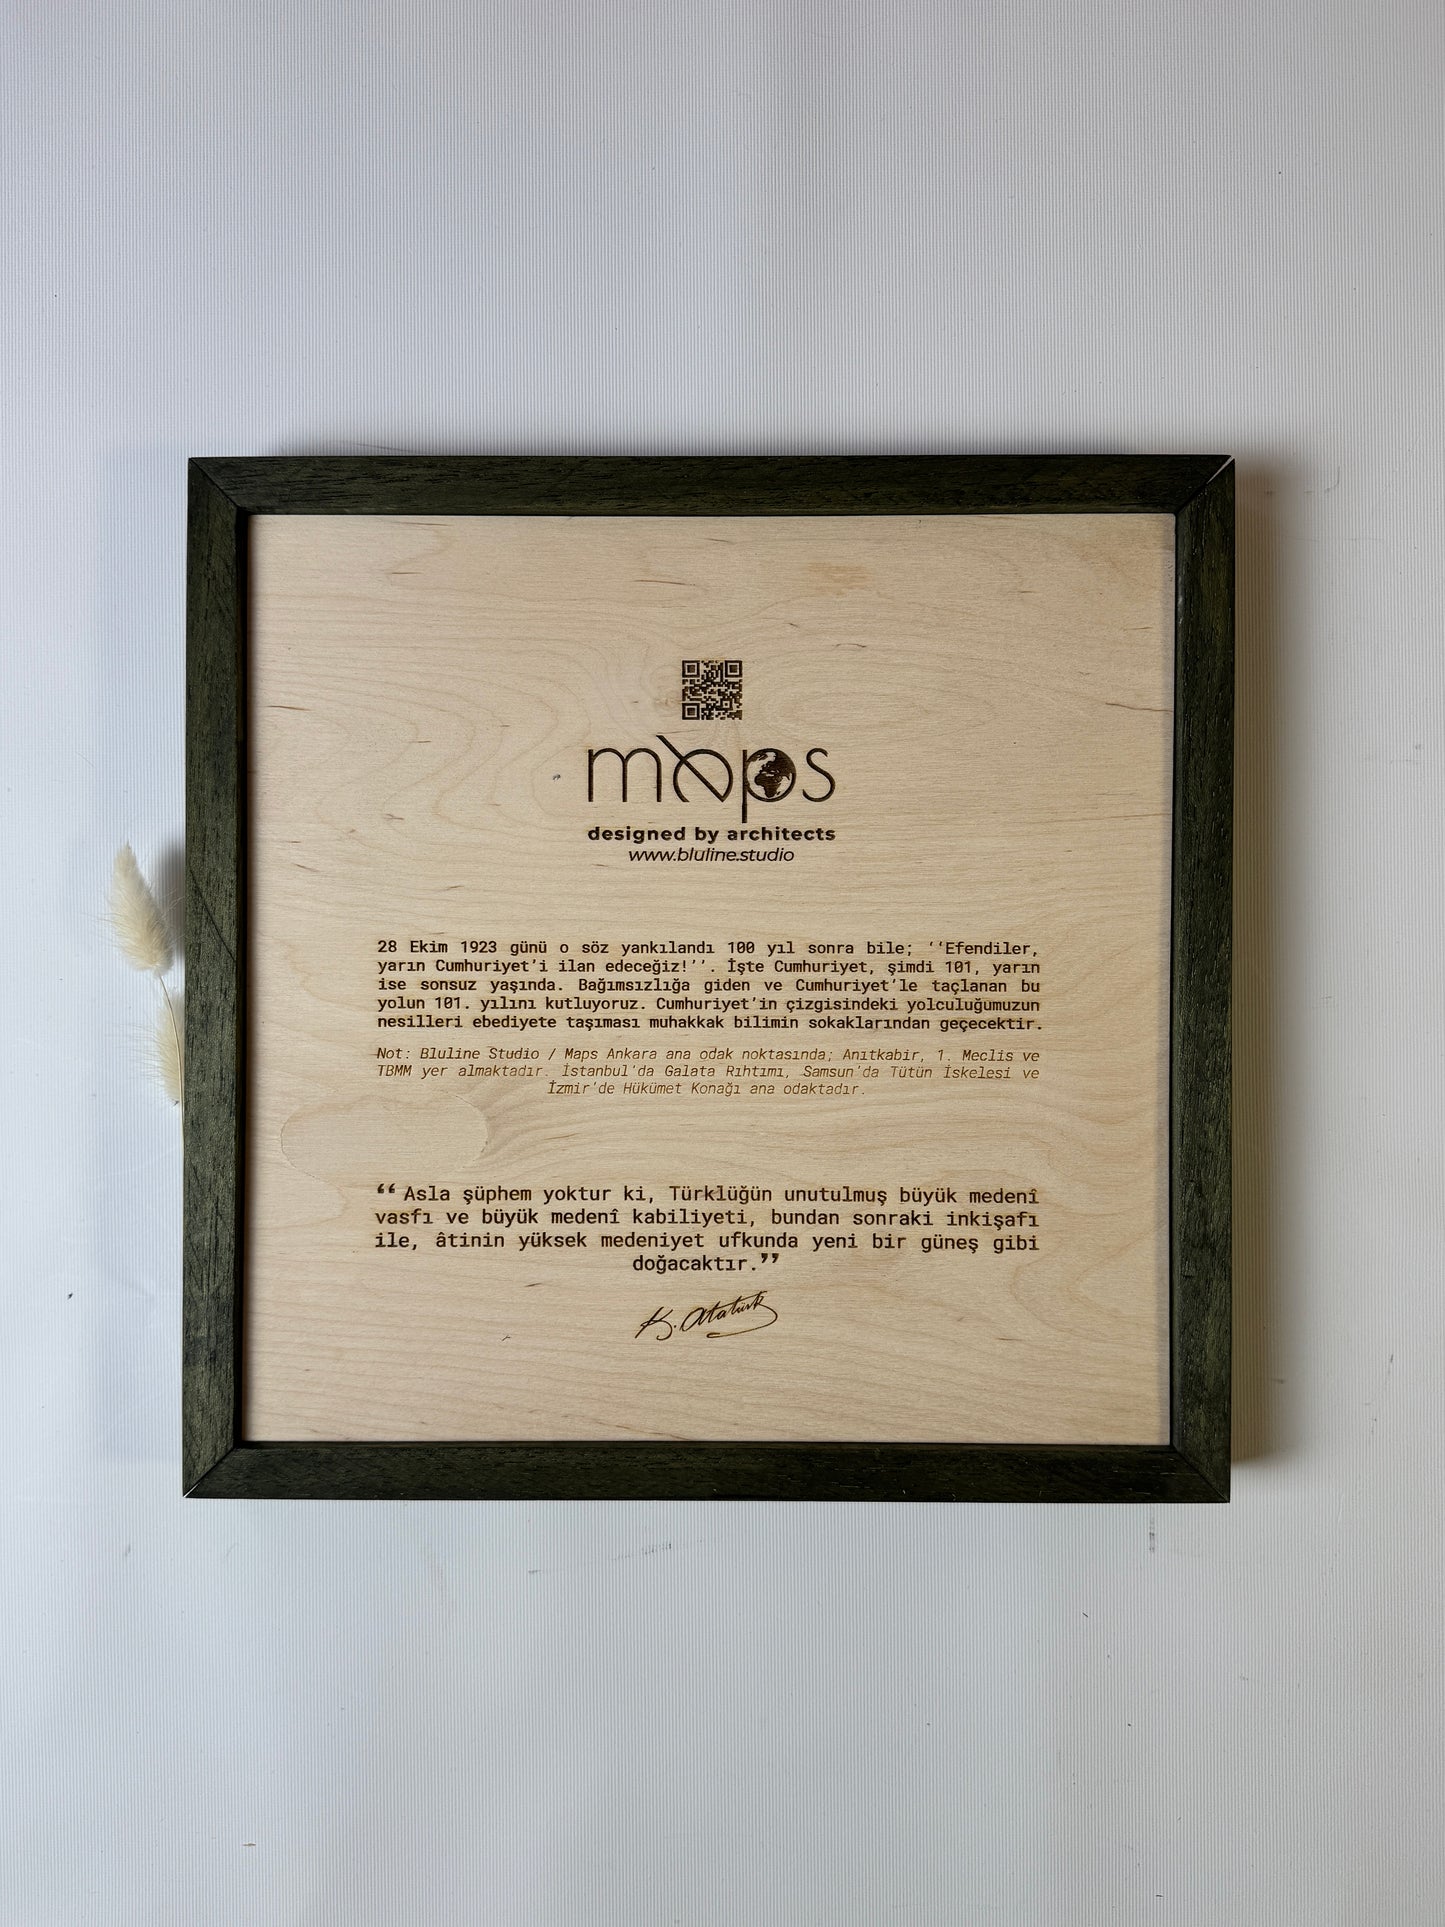 maps
designed by architects
www.bluline.studio
28 Ekim 1923 günü o söz yankılandı 100 yıl sonra bile; ‘‘Efendiler,
yarın Cumhuriyet’i ilan edeceğiz!’’. İşte Cumhuriyet, şimdi 101, yarın
ise sonsuz yaşında. Bağımsızlığa giden ve Cumhuriyet’le taçlanan bu
yolun 101. yılını kutluyoruz. Cumhuriyet’in çizgisindeki yolculuğumuzun
nesilleri ebediyete taşıması muhakkak bilimin sokaklarından geçecektir.
Not: Bluline Studio / Maps Ankara ana odak noktasında; Anıtkabir, 1. Meclis ve
TBMM yer almaktadır. İstanbul’da Galata Rıhtımı, Samsun’da Tütün İskelesi ve
İzmir’de Hükümet Konağı ana odaktadır.
“Asla şüphem yoktur ki, Türklüğün unutulmuş büyük medenî
vasfı ve büyük medenî kabiliyeti, bundan sonraki inkişafı
ile, âtinin yüksek medeniyet ufkunda yeni bir güneş gibi
doğacaktır.”
K. Atatürk